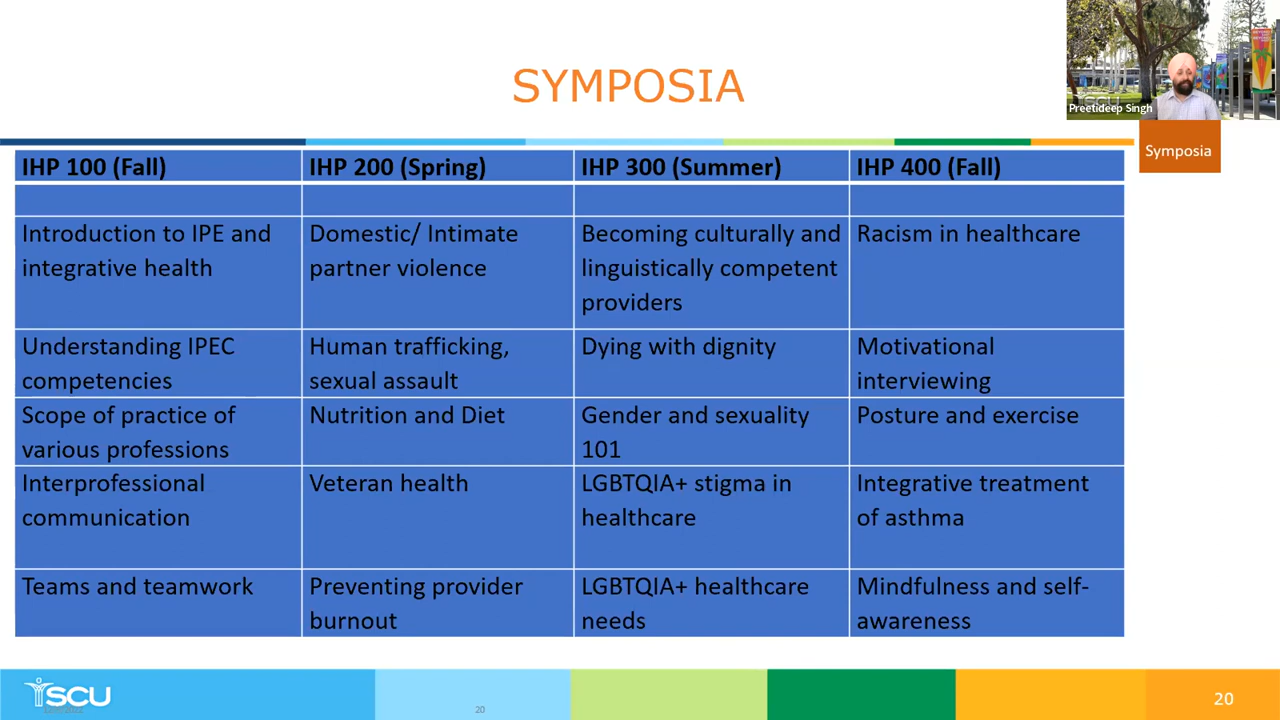 SYMPOSIA
Preetideep Singh
Symposia
IHP 100 (Fall)
IHP 200 (Spring)
IHP 300 (Summer)
IHP 400 (Fall)
Introduction to IPE and
integrative health
Domestic/ Intimate
partner violence
Becoming culturally and
linguistically competent
providers
Racism in healthcare
Understanding IPEC
competencies
Human trafficking,
sexual assault
Dying with dignity
Motivational
interviewing
Scope of practice of
various professions
Nutrition and Diet
Gender and sexuality
101
Posture and exercise
Interprofessional
communication
Veteran health
LGBTQIA+ stigma in
healthcare
Integrative treatment
of asthma
Teams and teamwork
Preventing provider
burnout
LGBTQIA+ healthcare
needs
Mindfulness and self-
awareness
SCU
20
20